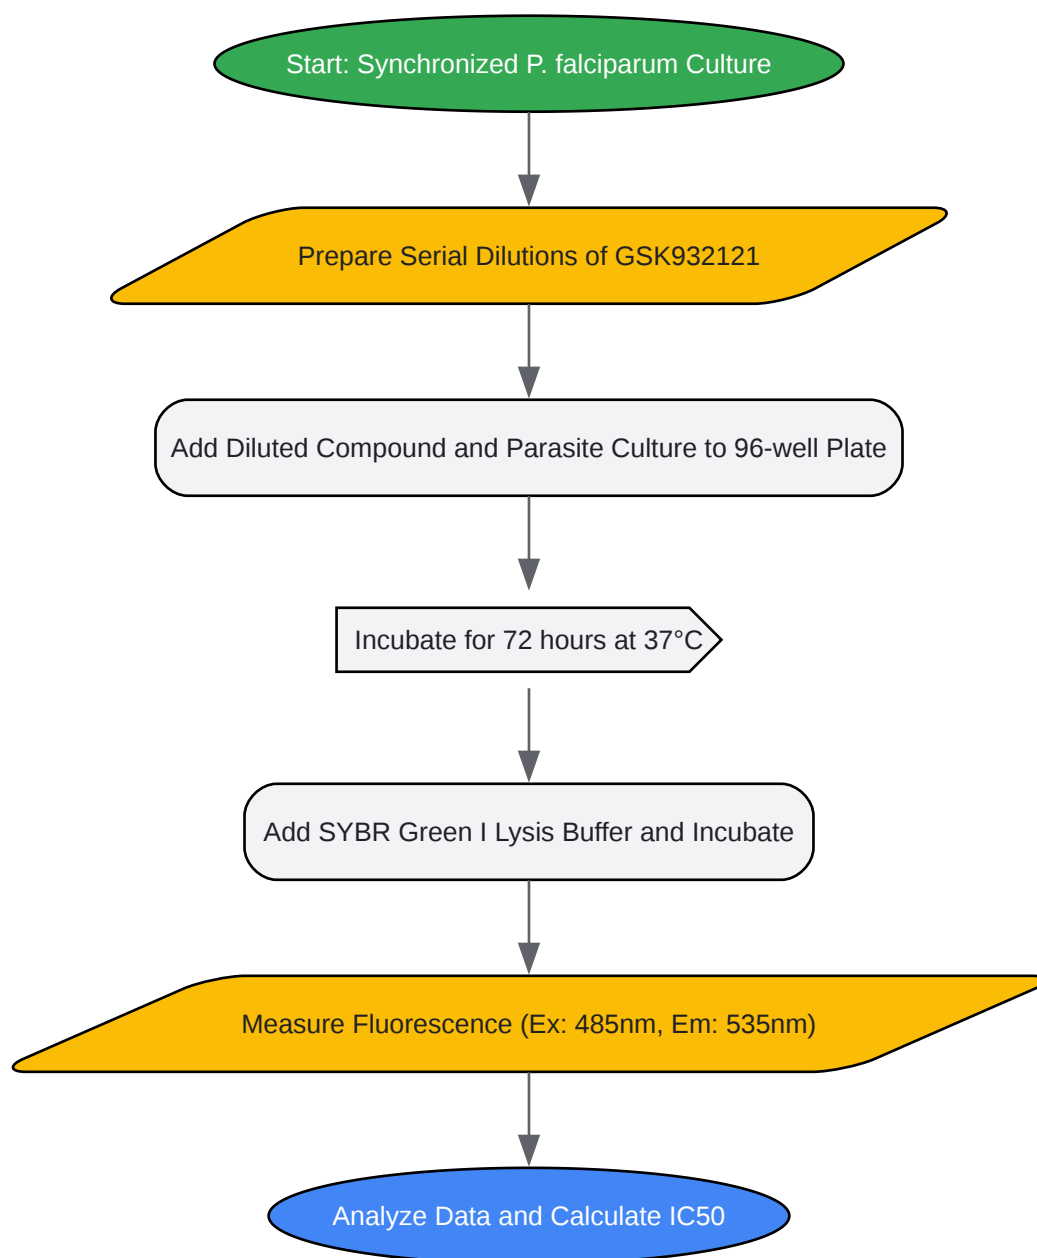 Start: Synchronized P. falciparum Culture
Prepare Serial Dilutions of GSK932121
Add Diluted Compound and Parasite Culture to 96-well Plate
Incubate for 72 hours at 37°C
Add SYBR Green I Lysis Buffer and Incubate
Measure Fluorescence (Ex: 485nm, Em: 535nm)
Analyze Data and Calculate IC50